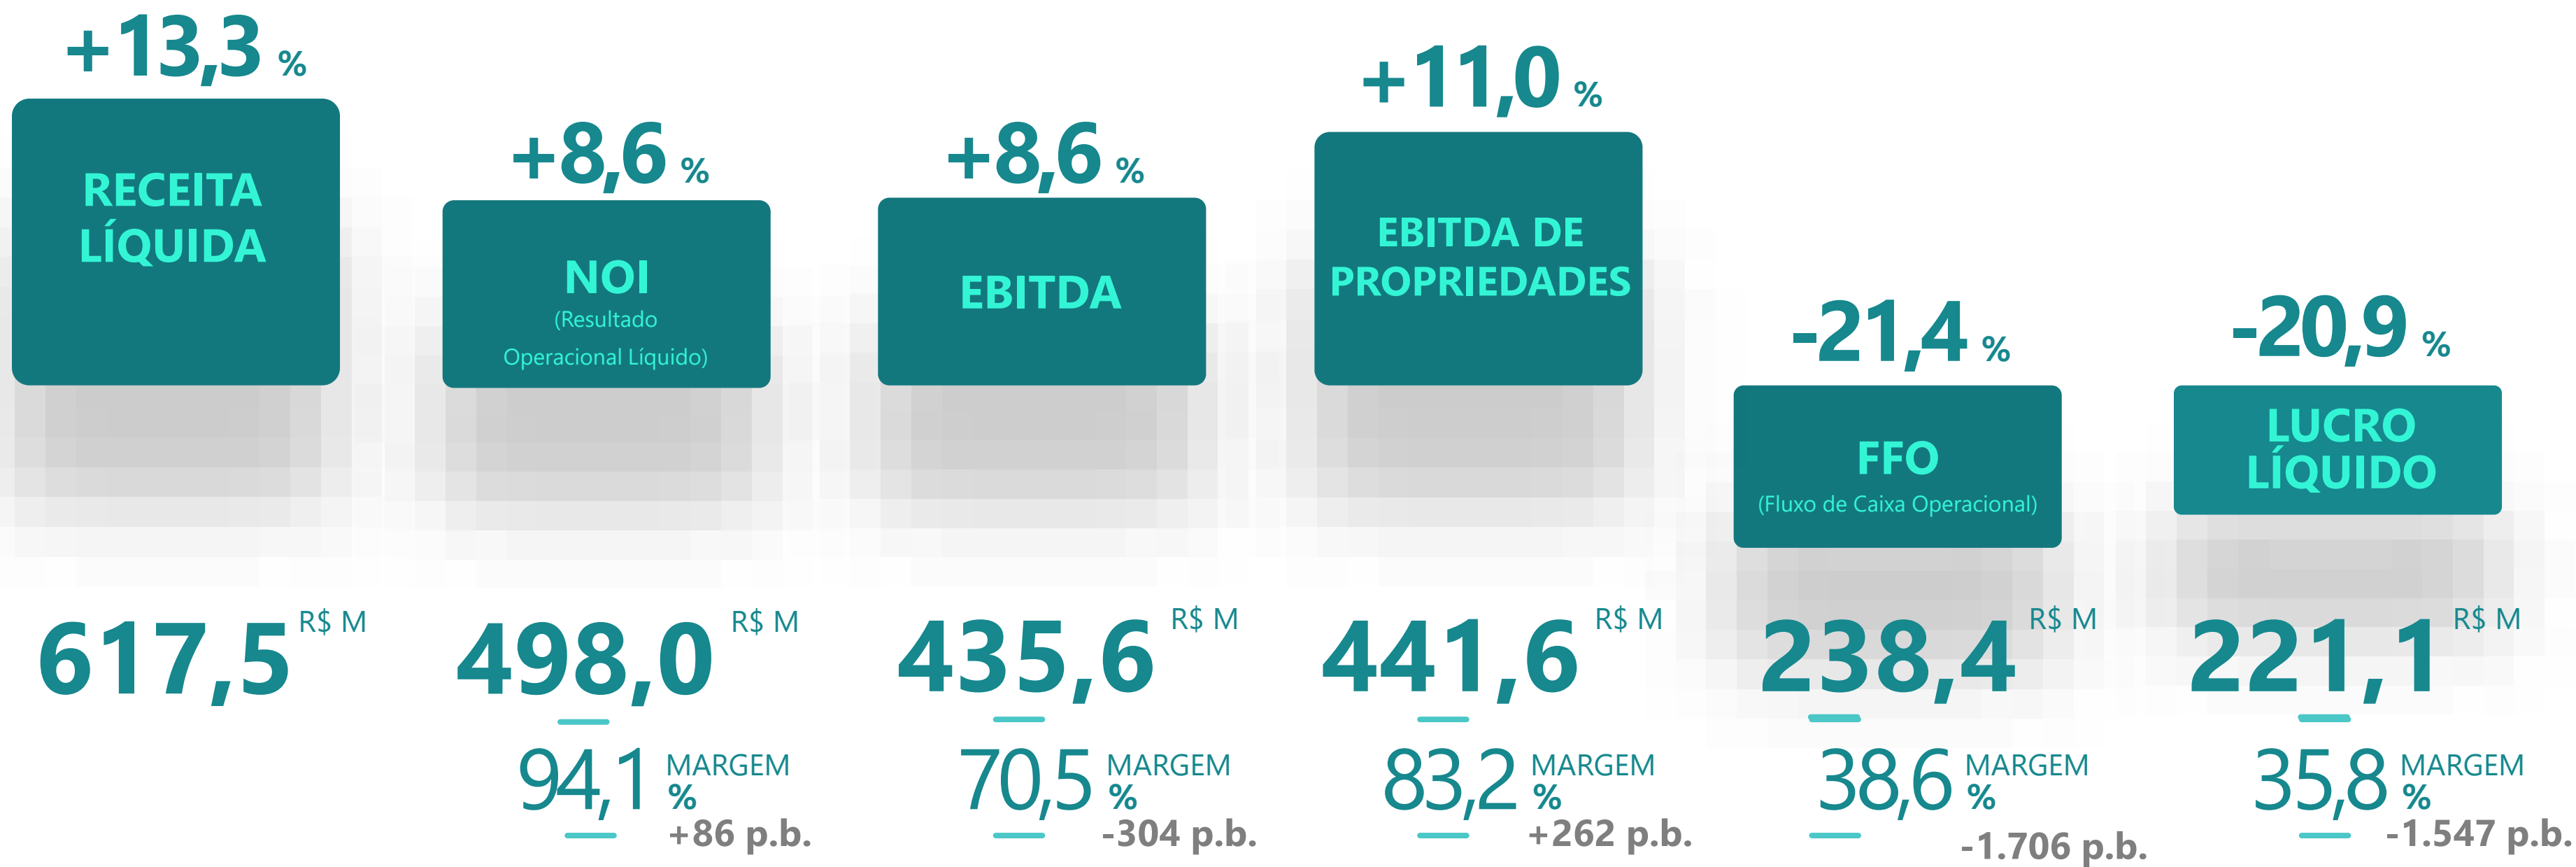 +13,3 %
RECEITA
LÍQUIDA
617,5 R$ M
+8,6 %
NOI
(Resultado
Operacional Líquido)
498,0 R$ M
94,1 MARGEM
%
+86 p.b.
+8,6 %
EBITDA
435,6 R$ M
70,5 MARGEM
%
-304 p.b.
+11,0 %
EBITDA DE
PROPRIEDADES
441,6 R$ M
83,2 MARGEM
%
+262 p.b.
-21,4 %
FFO
(Fluxo de Caixa Operacional)
238,4 R$ M
38,6 MARGEM
%
-1.706 p.b.
-20,9 %
LUCRO
LÍQUIDO
221,1 R$ M
35,8 MARGEM
%
-1.547 p.b.